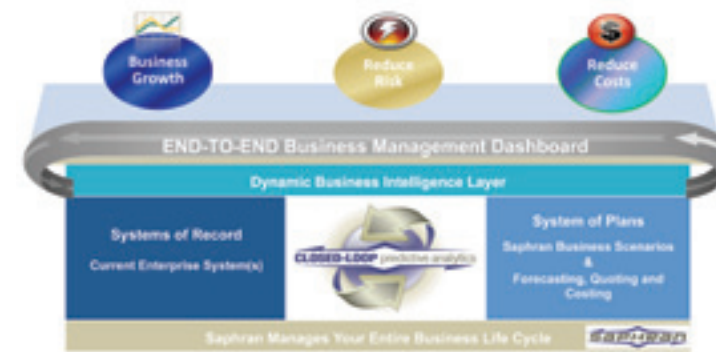 Business
Growth
Reduce
Risk
Reduce
Costs
END-TO-END Business Management Dashboard
Dynamic Business Intelligence Layer
Systems of Record
Current Enterprise System(s)
CLOSED-LOOP predictive analytics
System of Plans
Saphran Business Scenarios
&
Forecasting, Quoting and
Costing
Saphran Manages Your Entire Business Life Cycle
SAPHRAN